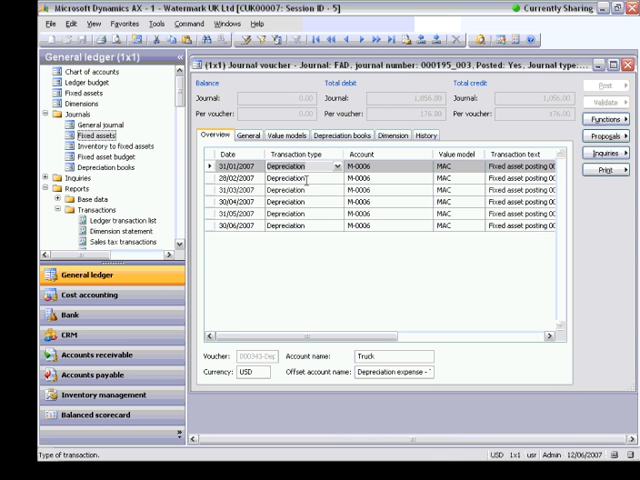 Microsoft Dynamics AX - 1 - Watermark UK Ltd [CUK00007: Session ID - 5]
Currently Sharing
File Edit View Favorites Tools Command Windows Help
General ledger (1x1)
Chart of accounts
Ledger budget
Fixed assets
Dimensions
Journals
General journal
Fixed assets
Inventory to fixed assets
Fixed asset budget
Depreciation books
Inquiries
Reports
Base data
Transactions
Ledger transaction list
Dimension statement
Sales tax transactions
General ledger
Cost accounting
Bank
CRM
Accounts receivable
Accounts payable
Inventory management
Balanced scorecard
(1x1) Journal voucher - Journal: FAD, journal number: 000195_003, Posted: Yes, Journal type:...
Balance Total debit Total credit
Journal: 0.00 Journal: 1,056.00 Journal: 1,056.00
Per voucher: 0.00 Per voucher: 176.00 Per voucher: 176.00
Post
Validate
Functions
Proposals
Inquiries
Print
Overview General Value models Depreciation books Dimension History
Date Transaction type Account Value model Transaction text
31/01/2007 Depreciation M-0006 MAC Fixed asset posting 00
28/02/2007 Depreciation M-0006 MAC Fixed asset posting 00
31/03/2007 Depreciation M-0006 MAC Fixed asset posting 00
30/04/2007 Depreciation M-0006 MAC Fixed asset posting 00
31/05/2007 Depreciation M-0006 MAC Fixed asset posting 00
30/06/2007 Depreciation M-0006 MAC Fixed asset posting 00
Voucher: 000343-Dep Account name: Truck
Currency: USD Offset account name: Depreciation expense -
Type of transaction.
USD 1x1 usr Admin 12/06/2007